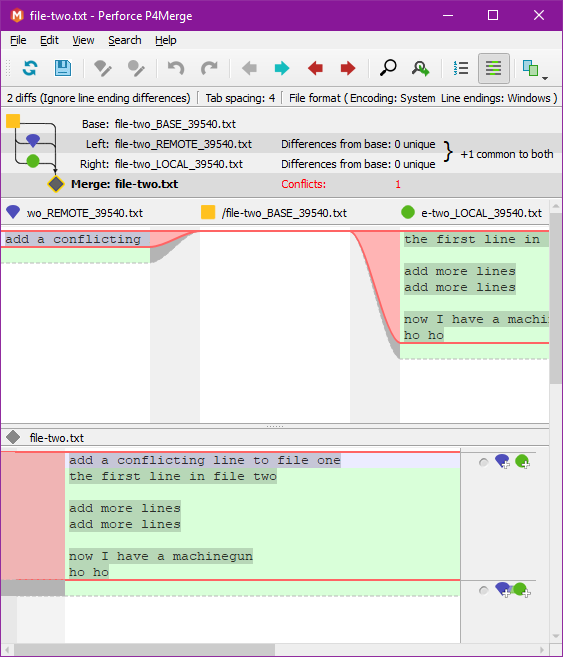 file-two.txt - Perforce P4Merge
File Edit View Search Help
2 diffs (Ignore line ending differences) Tab spacing: 4 File format ( Encoding: System Line endings: Windows )
Base: file-two_BASE_39540.txt
Left: file-two_REMOTE_39540.txt Differences from base: 0 unique
Right: file-two_LOCAL_39540.txt Differences from base: 0 unique
} +1 common to both
Merge: file-two.txt Conflicts: 1
wo_REMOTE_39540.txt /file-two_BASE_39540.txt e-two_LOCAL_39540.txt
add a conflicting
the first line in
add more lines
add more lines
now I have a machin
ho ho
file-two.txt
add a conflicting line to file one
the first line in file two
add more lines
add more lines
now I have a machinegun
ho ho